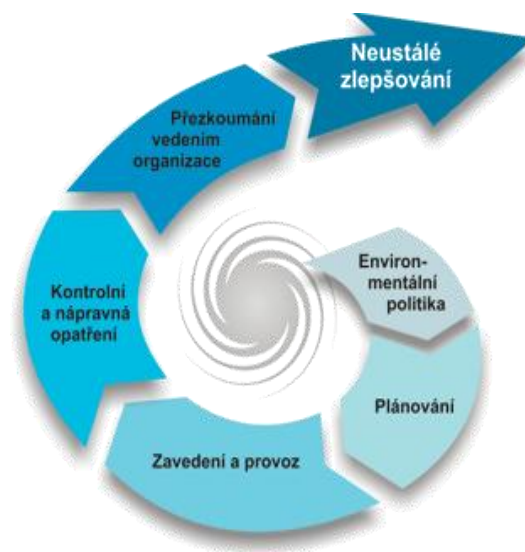 Neustálé
zlepšování
Přezkoumání
vedením
organizace
Environ-
mentální
politika
Kontrolní
a nápravná
opatření
Plánování
Zavedení a provoz